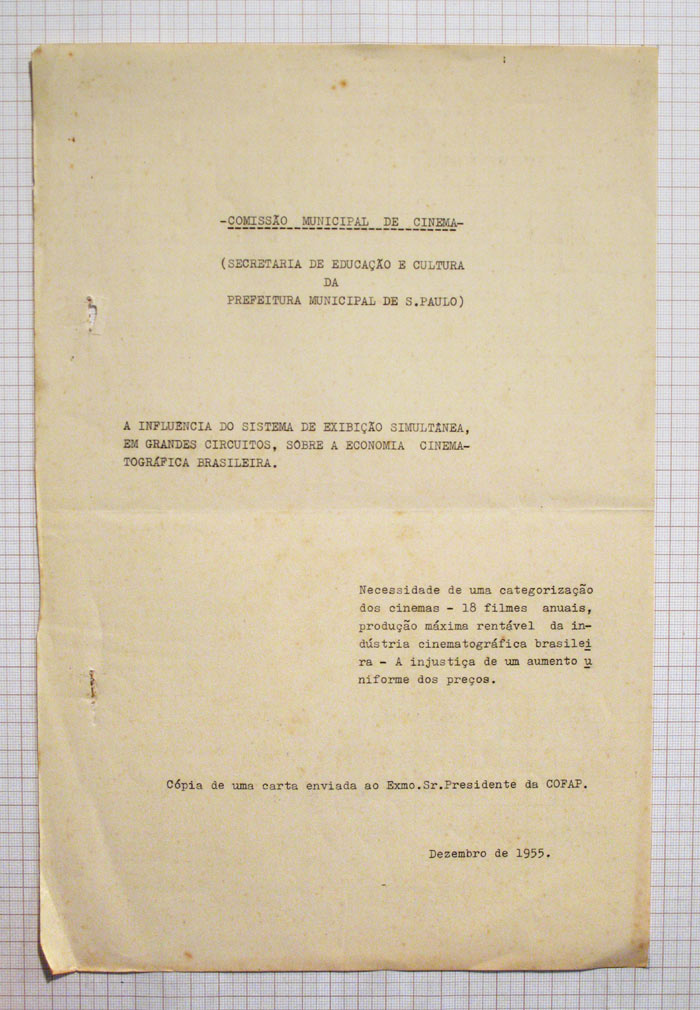 -COMISSÃO MUNICIPAL DE CINEMA-
(SECRETARIA DE EDUCAÇÃO E CULTURA
DA
PREFEITURA MUNICIPAL DE S.PAULO)
A INFLUENCIA DO SISTEMA DE EXIBIÇÃO SIMULTÂNEA,
EM GRANDES CIRCUITOS, SOBRE A ECONOMIA CINEMA-
TOGRÁFICA BRASILEIRA.
Necessidade de uma categorização
dos cinemas - 18 filmes anuais,
produção máxima rentável da in-
dústria cinematográfica brasilei
ra - A injustiça de um aumento u
niforme dos preços.
Cópia de uma carta enviada ao Exmo.Sr.Presidente da COFAP.
Dezembro de 1955.